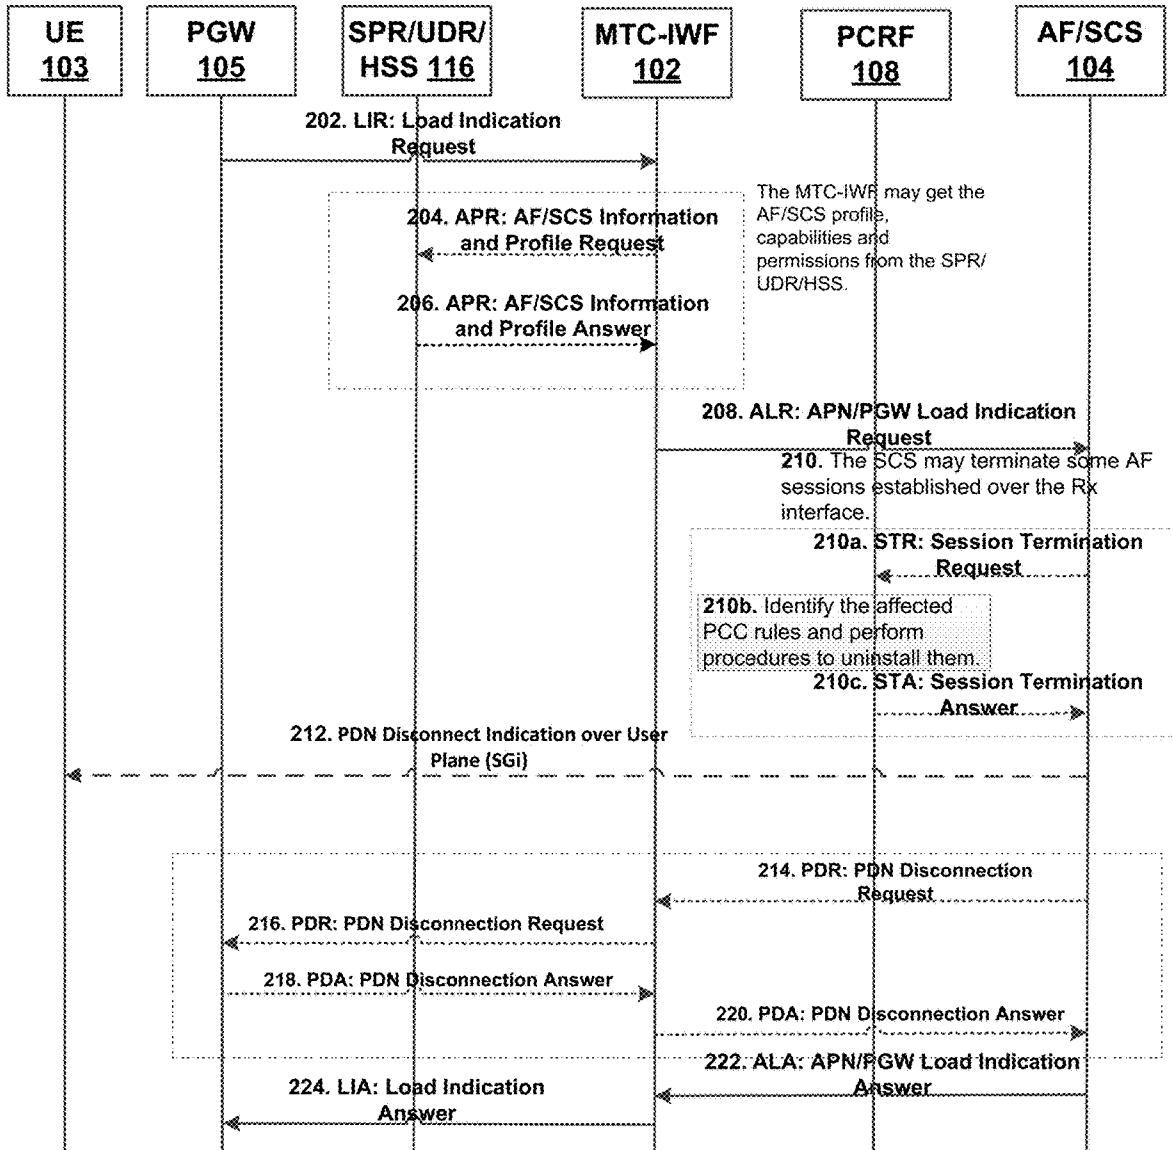 UE
103
PGW
105
SPR/UDR/
HSS 116
MTC-IWF
102
PCRF
108
AF/SCS
104
202. LIR: Load Indication
Request
The MTC-IWF may get the
AF/SCS profile,
capabilities and
permissions from the SPR/
UDR/HSS.
204. APR: AF/SCS Information
and Profile Request
206. APR: AF/SCS Information
and Profile Answer
208. ALR: APN/PGW Load Indication
Request
210. The SCS may terminate some AF
sessions established over the Rx
interface.
210a. STR: Session Termination
Request
210b. Identify the affected
PCC rules and perform
procedures to uninstall them.
210c. STA: Session Termination
Answer
212. PDN Disconnect Indication over User
Plane (SGi)
214. PDR: PDN Disconnection
Request
216. PDR: PDN Disconnection Request
218. PDA: PDN Disconnection Answer
220. PDA: PDN Disconnection Answer
222. ALA: APN/PGW Load Indication
Answer
224. LIA: Load Indication
Answer